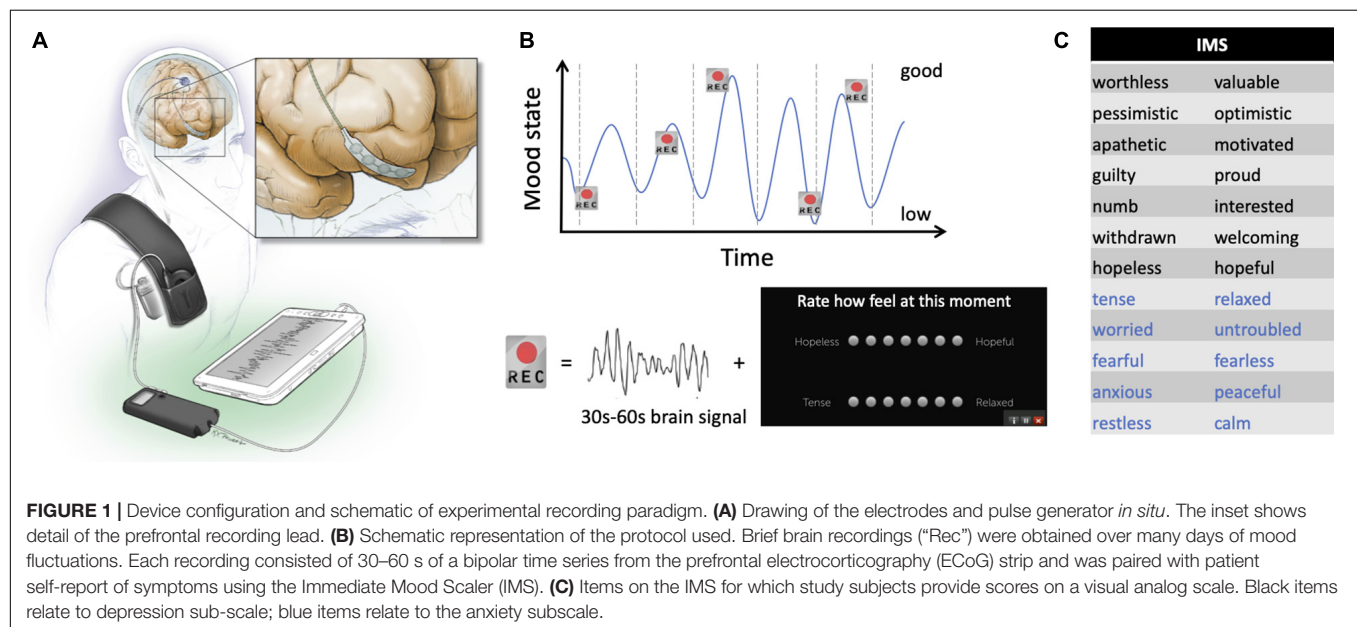 A
B
C
good
REC
REC
REC
REC
REC
Mood state
low
Time
REC
=
+
30s-60s brain signal
Rate how feel at this moment
Hopeless Hopeful
Tense Relaxed
IMS
worthless valuable
pessimistic optimistic
apathetic motivated
guilty proud
numb interested
withdrawn welcoming
hopeless hopeful
tense relaxed
worried untroubled
fearful fearless
anxious peaceful
restless calm
FIGURE 1 | Device configuration and schematic of experimental recording paradigm. (A) Drawing of the electrodes and pulse generator in situ. The inset shows
detail of the prefrontal recording lead. (B) Schematic representation of the protocol used. Brief brain recordings (“Rec”) were obtained over many days of mood
fluctuations. Each recording consisted of 30–60 s of a bipolar time series from the prefrontal electrocorticography (ECoG) strip and was paired with patient
self-report of symptoms using the Immediate Mood Scaler (IMS). (C) Items on the IMS for which study subjects provide scores on a visual analog scale. Black items
relate to depression sub-scale; blue items relate to the anxiety subscale.